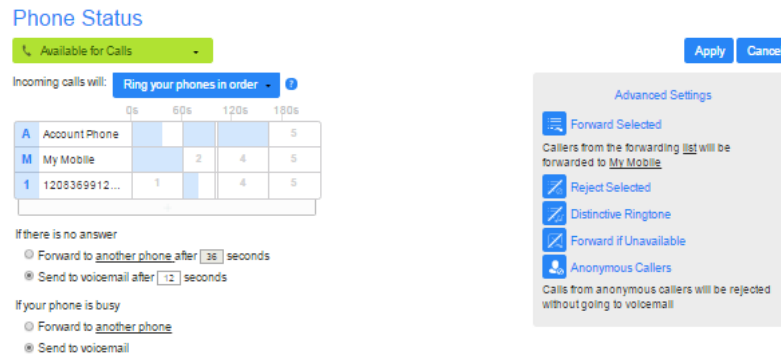 Phone Status
Available for Calls
Apply
Cance
Incoming calls will: Ring your phones in order ?
0s 60s 120s 180s
A Account Phone 5
M My Mobile 2 4 5
1 1208369912... 1 4 5
If there is no answer
Forward to another phone after 36 seconds
Send to voicemail after 12 seconds
If your phone is busy
Forward to another phone
Send to voicemail
Advanced Settings
Forward Selected
Callers from the forwarding list will be
forwarded to My Mobile
Reject Selected
Distinctive Ringtone
Forward if Unavailable
Anonymous Callers
Calls from anonymous callers will be rejected
without going to voicemail